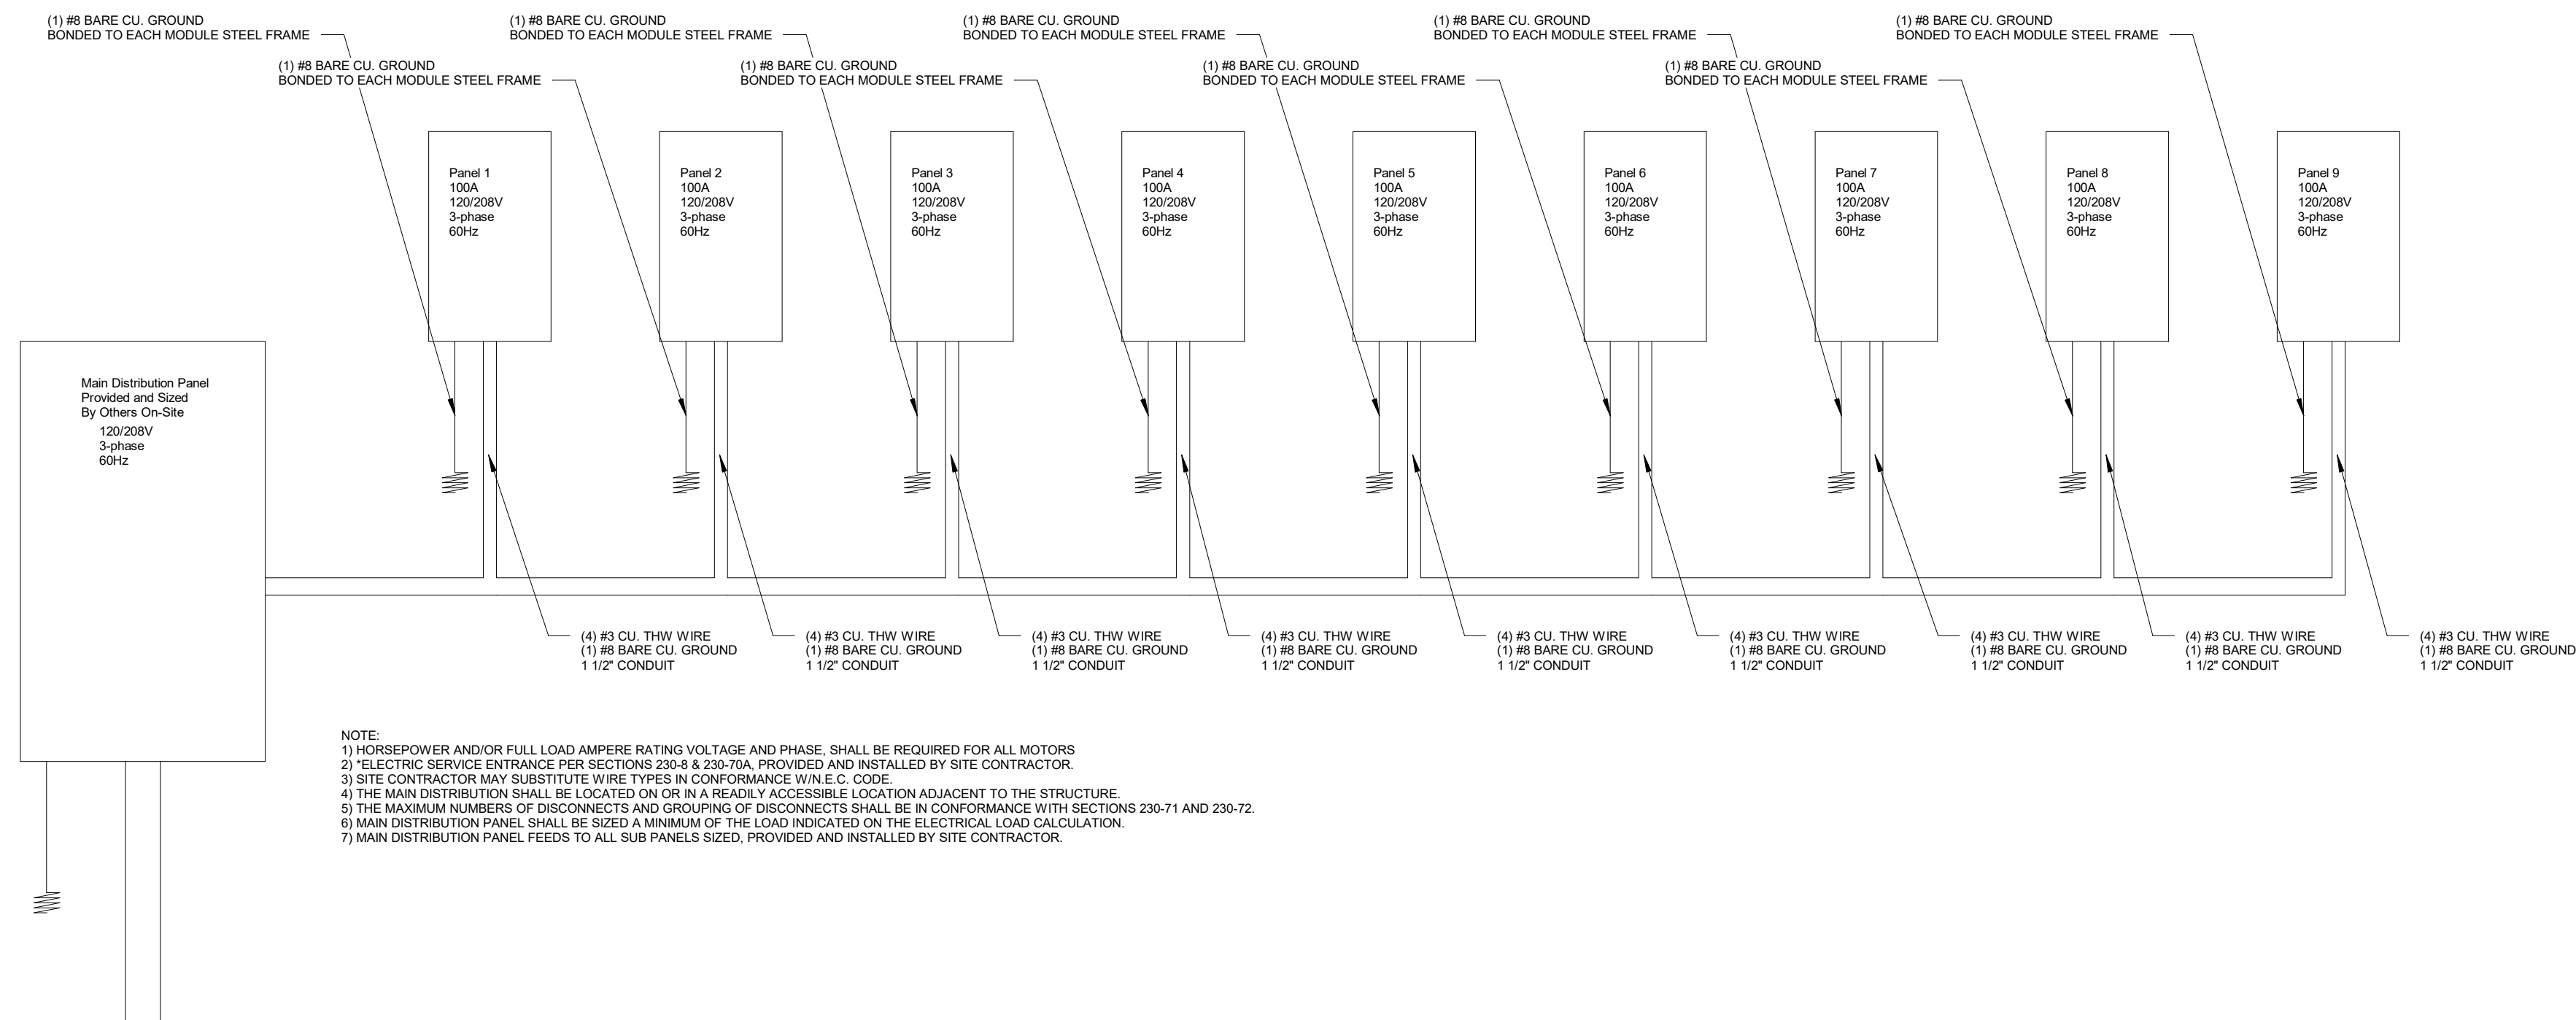 (1) #8 BARE CU. GROUND
BONDED TO EACH MODULE STEEL FRAME
(1) #8 BARE CU. GROUND
BONDED TO EACH MODULE STEEL FRAME
(1) #8 BARE CU. GROUND
BONDED TO EACH MODULE STEEL FRAME
(1) #8 BARE CU. GROUND
BONDED TO EACH MODULE STEEL FRAME
(1) #8 BARE CU. GROUND
BONDED TO EACH MODULE STEEL FRAME
(1) #8 BARE CU. GROUND
BONDED TO EACH MODULE STEEL FRAME
(1) #8 BARE CU. GROUND
BONDED TO EACH MODULE STEEL FRAME
(1) #8 BARE CU. GROUND
BONDED TO EACH MODULE STEEL FRAME
(1) #8 BARE CU. GROUND
BONDED TO EACH MODULE STEEL FRAME
Panel 1
100A
120/208V
3-phase
60Hz
Panel 2
100A
120/208V
3-phase
60Hz
Panel 3
100A
120/208V
3-phase
60Hz
Panel 4
100A
120/208V
3-phase
60Hz
Panel 5
100A
120/208V
3-phase
60Hz
Panel 6
100A
120/208V
3-phase
60Hz
Panel 7
100A
120/208V
3-phase
60Hz
Panel 8
100A
120/208V
3-phase
60Hz
Panel 9
100A
120/208V
3-phase
60Hz
Main Distribution Panel
Provided and Sized
By Others On-Site
120/208V
3-phase
60Hz
(4) #3 CU. THW WIRE
(1) #8 BARE CU. GROUND
1 1/2" CONDUIT
(4) #3 CU. THW WIRE
(1) #8 BARE CU. GROUND
1 1/2" CONDUIT
(4) #3 CU. THW WIRE
(1) #8 BARE CU. GROUND
1 1/2" CONDUIT
(4) #3 CU. THW WIRE
(1) #8 BARE CU. GROUND
1 1/2" CONDUIT
(4) #3 CU. THW WIRE
(1) #8 BARE CU. GROUND
1 1/2" CONDUIT
(4) #3 CU. THW WIRE
(1) #8 BARE CU. GROUND
1 1/2" CONDUIT
(4) #3 CU. THW WIRE
(1) #8 BARE CU. GROUND
1 1/2" CONDUIT
(4) #3 CU. THW WIRE
(1) #8 BARE CU. GROUND
1 1/2" CONDUIT
(4) #3 CU. THW WIRE
(1) #8 BARE CU. GROUND
1 1/2" CONDUIT
NOTE:
1) HORSEPOWER AND/OR FULL LOAD AMPERE RATING VOLTAGE AND PHASE, SHALL BE REQUIRED FOR ALL MOTORS
2) *ELECTRIC SERVICE ENTRANCE PER SECTIONS 230-8 & 230-70A, PROVIDED AND INSTALLED BY SITE CONTRACTOR.
3) SITE CONTRACTOR MAY SUBSTITUTE WIRE TYPES IN CONFORMANCE W/N.E.C. CODE.
4) THE MAIN DISTRIBUTION SHALL BE LOCATED ON OR IN A READILY ACCESSIBLE LOCATION ADJACENT TO THE STRUCTURE.
5) THE MAXIMUM NUMBERS OF DISCONNECTS AND GROUPING OF DISCONNECTS SHALL BE IN CONFORMANCE WITH SECTIONS 230-71 AND 230-72.
6) MAIN DISTRIBUTION PANEL SHALL BE SIZED A MINIMUM OF THE LOAD INDICATED ON THE ELECTRICAL LOAD CALCULATION.
7) MAIN DISTRIBUTION PANEL FEEDS TO ALL SUB PANELS SIZED, PROVIDED AND INSTALLED BY SITE CONTRACTOR.